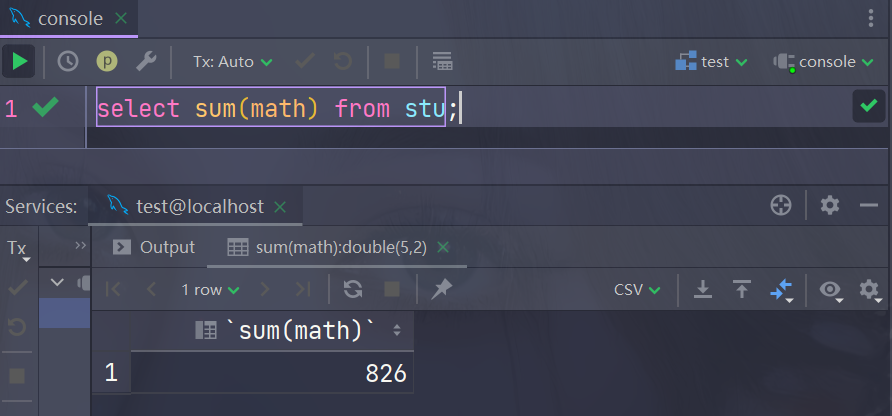 console
Tx: Auto
test
console
1 select sum(math) from stu;
Services:
test@localhost
Tx
Output
sum(math):double(5,2)
1 row
CSV
`sum(math)`
1 826